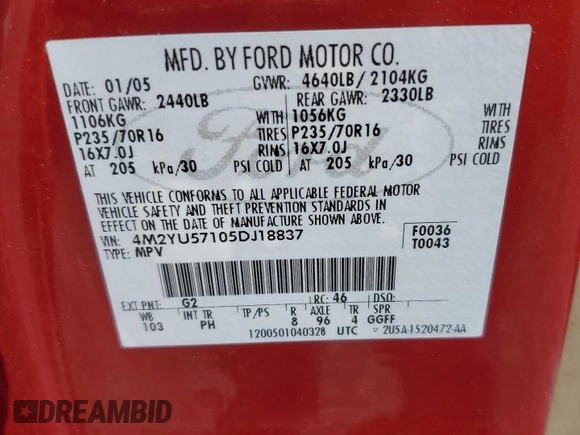 MFD. BY FORD MOTOR CO.
DATE: 01/05 GVWR: 4640LB/ 2104KG
FRONT GAWR: 2440LB REAR GAWR: 2330LB
1106KG WITH 1056KG WITH
P235/70R16 TIRES P235/70R16 TIRES
16X7.0J RIMS 16X7.0J RIMS
AT 205 kPa/30 PSI COLD AT 205 kPa/30 PSI COLD
THIS VEHICLE CONFORMS TO ALL APPLICABLE FEDERAL MOTOR
VEHICLE SAFETY AND THEFT PREVENTION STANDARDS IN
EFFECT ON THE DATE OF MANUFACTURE SHOWN ABOVE.
VIN: 4M2YU57105DJ18837 F0036
TYPE: MPV T0043
EXT PNT: G2 RC: 46 DSO:
WB INT TR TP/PS R AXLE TR SPR
103 PH 8 96 4 GGFF
1200501040328 UTC 2U5A-1520472-AA
Ford
DREAMBID